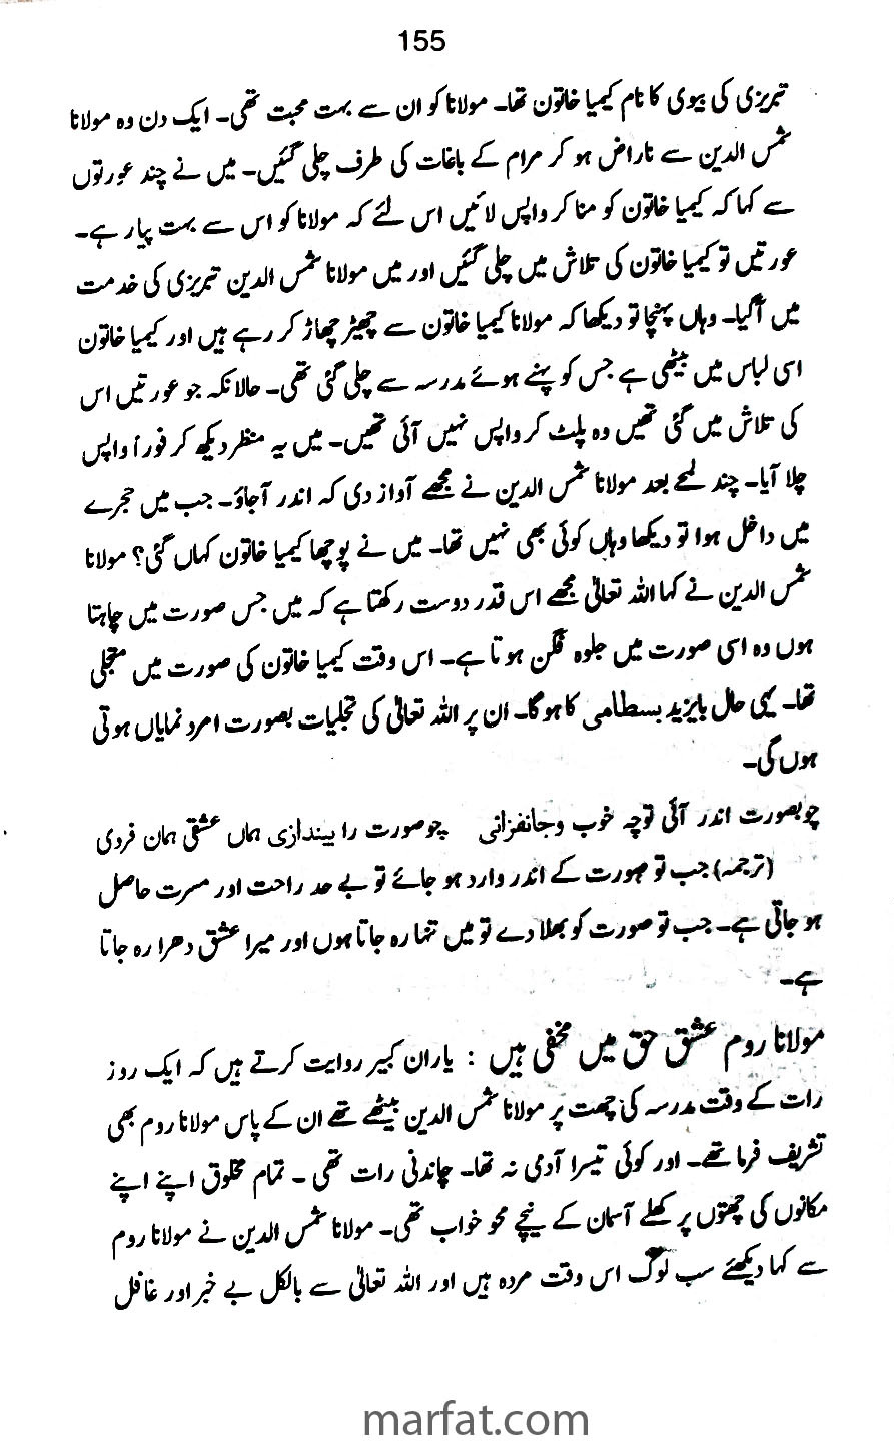 155
تبریزی کی بیوی کا نام کیمیا خاتون تھا۔ مولانا کو ان سے بہت محبت تھی۔ ایک دن وہ مولانا
شمس الدین سے ناراض ہو کر مرام کے باغات کی طرف چلی گئیں۔ میں نے چند عورتوں
سے کہا کہ کیمیا خاتون کو منا کر واپس لائیں اس لئے کہ مولانا کو اس سے بہت پیار ہے۔
عورتیں تو کیمیا خاتون کی تلاش میں چلی گئیں اور میں مولانا شمس الدین تبریزی کی خدمت
میں آگیا۔ وہاں پہنچا تو دیکھا کہ مولانا کیمیا خاتون سے چھیڑ چھاڑ کر رہے ہیں اور کیمیا خاتون
اسی لباس میں بیٹھی ہے جس کو پہنے ہوئے مدرسہ سے چلی گئی تھی۔ حالانکہ جو عورتیں اس
کی تلاش میں گئی تھیں وہ پلٹ کر واپس نہیں آئی تھیں۔ میں یہ منظر دیکھ کر فوراً واپس
چلا آیا۔ چند لمحے بعد مولانا شمس الدین نے مجھے آواز دی کہ اندر آجاؤ۔ جب میں حجرے
میں داخل ہوا تو دیکھا وہاں کوئی بھی نہیں تھا۔ میں نے پوچھا کیمیا خاتون کہاں گئی؟ مولانا
شمس الدین نے کہا اللہ تعالیٰ مجھے اس قدر دوست رکھتا ہے کہ میں جس صورت میں چاہتا
ہوں وہ اسی صورت میں جلوہ فگن ہوتا ہے۔ اس وقت کیمیا خاتون کی صورت میں متجلی
تھا۔ یہی حال بایزید بسطامی کا ہوگا۔ ان پر اللہ تعالیٰ کی تجلیات بصورت امرد نمایاں ہوتی
ہوں گی۔
چو بصورت اندر آئی توچہ خوب وجانفزانی چو صورت را بیندازی ہماں عشقی ہمان فردی
(ترجمہ) جب تو صورت کے اندر وارد ہو جائے تو بے حد راحت اور مسرت حاصل
ہو جاتی ہے۔ جب تو صورت کو بھلا دے تو میں تنہا رہ جاتا ہوں اور میرا عشق دھرا رہ جاتا
ہے۔
مولانا روم عشق حق میں مخفی ہیں : یاران کبیر روایت کرتے ہیں کہ ایک روز
رات کے وقت مدرسہ کی چھت پر مولانا شمس الدین بیٹھے تھے ان کے پاس مولانا روم بھی
تشریف فرما تھے۔ اور کوئی تیسرا آدمی نہ تھا۔ چاندنی رات تھی ۔ تمام مخلوق اپنے اپنے
مکانوں کی چھتوں پر کھلے آسمان کے نیچے محو خواب تھی۔ مولانا شمس الدین نے مولانا روم
سے کہا دیکھئے سب لوگ اس وقت مردہ ہیں اور اللہ تعالیٰ سے بالکل بے خبر اور غافل
marfat.com